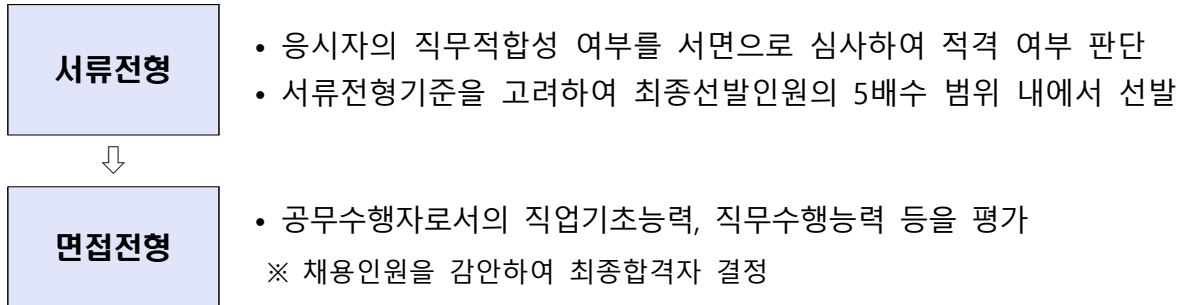 서류전형
• 응시자의 직무적합성 여부를 서면으로 심사하여 적격 여부 판단
• 서류전형기준을 고려하여 최종선발인원의 5배수 범위 내에서 선발
⇩
면접전형
• 공무수행자로서의 직업기초능력, 직무수행능력 등을 평가
※ 채용인원을 감안하여 최종합격자 결정